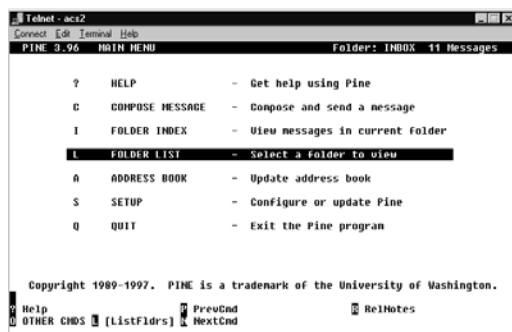 Telnet - acs2
Connect Edit Terminal Help
PINE 3.96 MAIN MENU Folder: INBOX 11 Messages
? HELP - Get help using Pine
C COMPOSE MESSAGE - Compose and send a message
I FOLDER INDEX - View messages in current folder
L FOLDER LIST - Select a folder to view
A ADDRESS BOOK - Update address book
S SETUP - Configure or update Pine
Q QUIT - Exit the Pine program
Copyright 1989-1997. PINE is a trademark of the University of Washington.
? Help P PrevCmd R RelNotes
O OTHER CMDS L [ListFldrs] N NextCmd